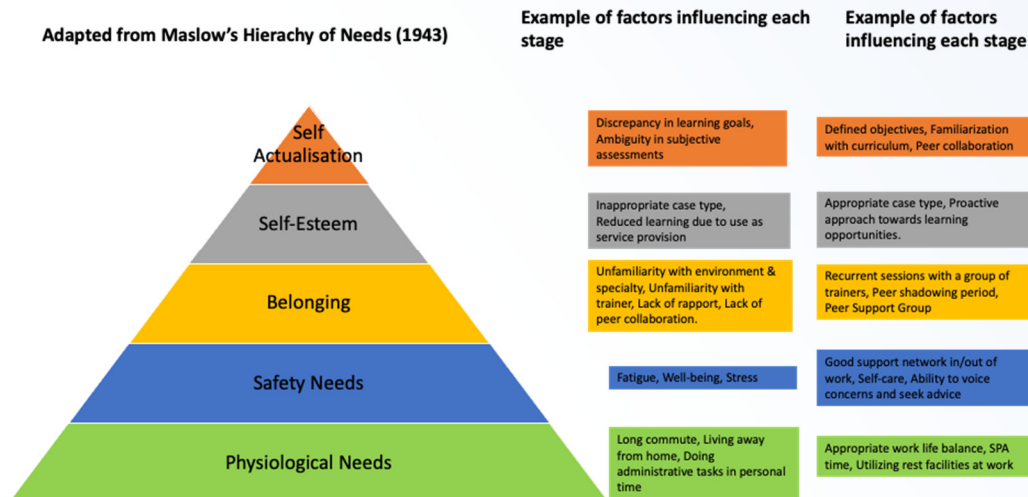 Adapted from Maslow's Hierachy of Needs (1943)
Example of factors influencing each
stage
Example of factors
influencing each stage
Self
Actualisation
Discrepancy in learning goals,
Ambiguity in subjective
assessments
Defined objectives, Familiarization
with curriculum, Peer collaboration
Self-Esteem
Inappropriate case type,
Reduced learning due to use as
service provision
Appropriate case type, Proactive
approach towards learning
opportunities.
Belonging
Unfamiliarity with environment &
specialty, Unfamiliarity with
trainer, Lack of rapport, Lack of
peer collaboration.
Recurrent sessions with a group of
trainers, Peer shadowing period,
Peer Support Group
Safety Needs
Fatigue, Well-being, Stress
Good support network in/out of
work, Self-care, Ability to voice
concerns and seek advice
Physiological Needs
Long commute, Living away
from home, Doing
administrative tasks in personal
time
Appropriate work life balance, SPA
time, Utilizing rest facilities at work